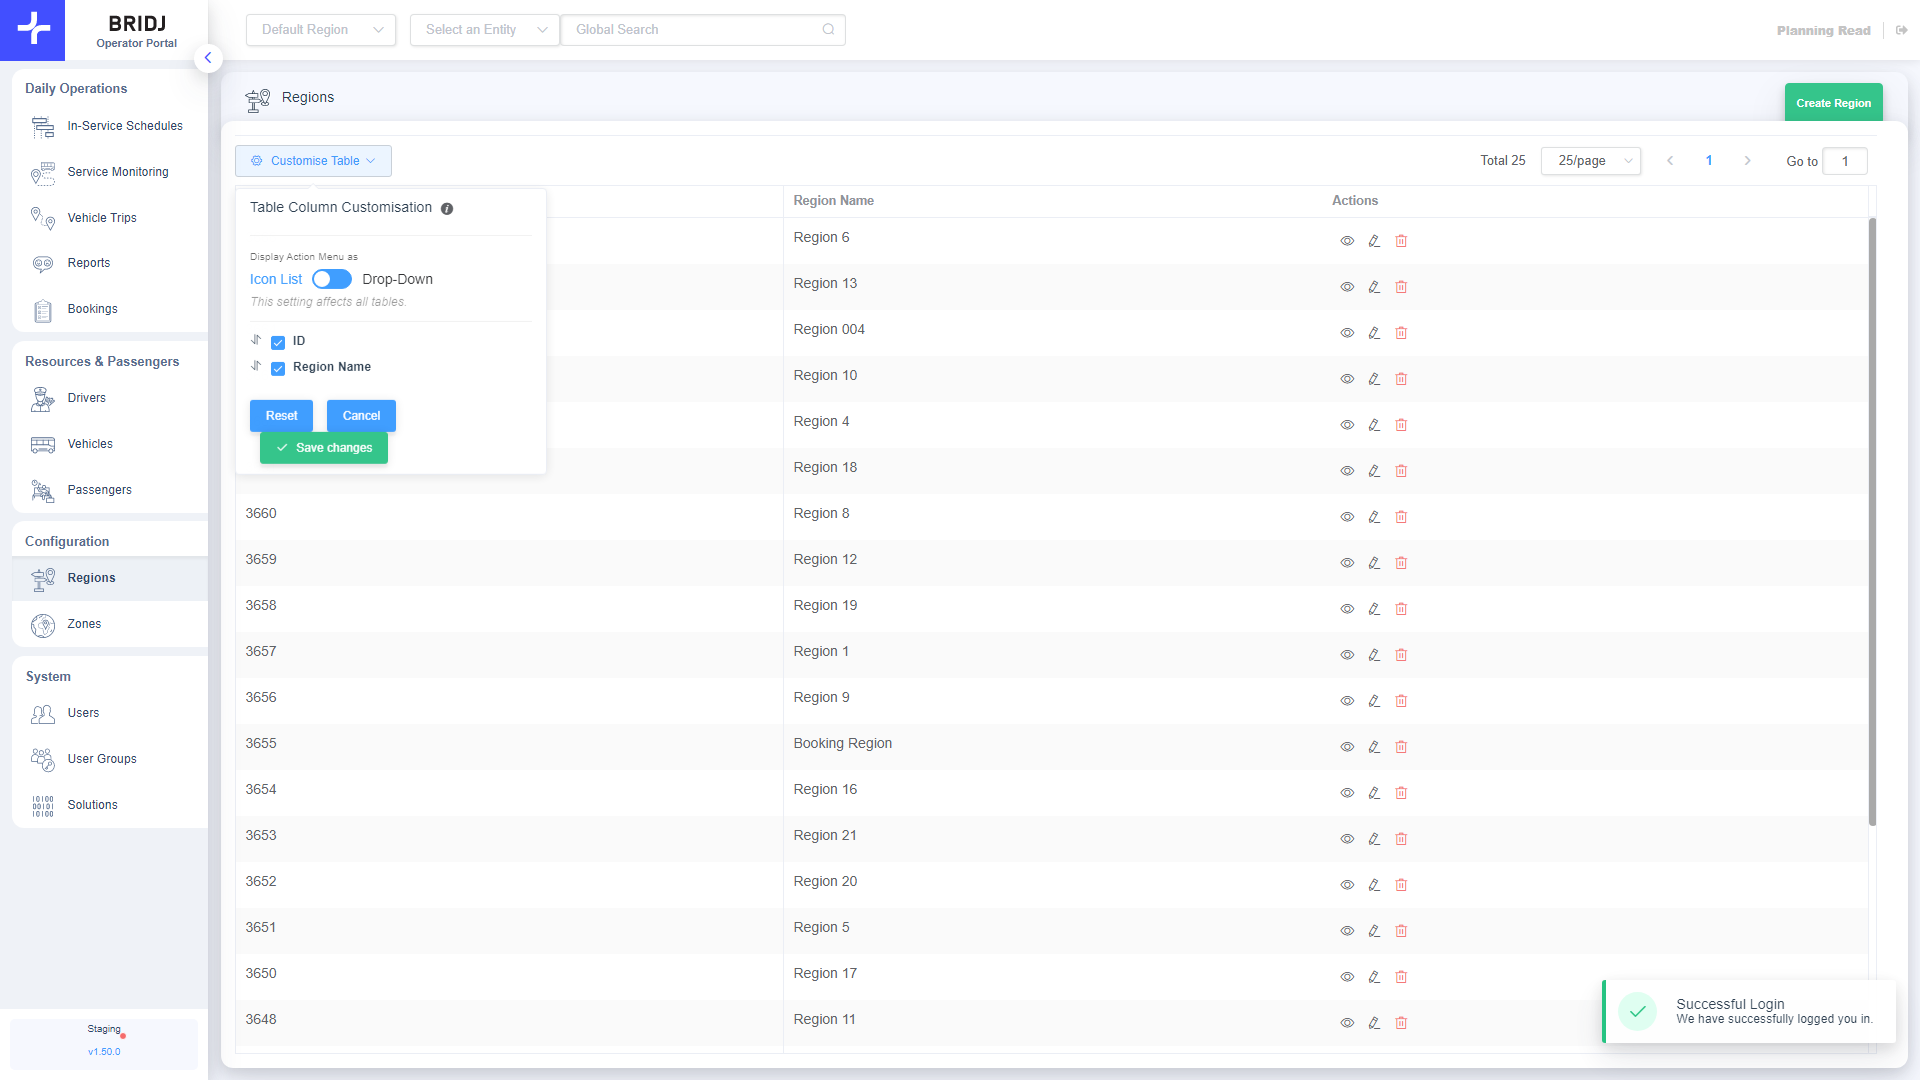 BRIDJ
Operator Portal
Default Region
Select an Entity
Global Search
Planning Read
Daily Operations
In-Service Schedules
Service Monitoring
Vehicle Trips
Reports
Bookings
Resources & Passengers
Drivers
Vehicles
Passengers
Configuration
Regions
Zones
System
Users
User Groups
Solutions
Staging
v1.50.0
Regions
Create Region
Customise Table
Total 25
25/page
1
Go to
1
Table Column Customisation
Display Action Menu as
Icon List
Drop-Down
This setting affects all tables.
ID
Region Name
Reset
Cancel
Save changes
Region Name
Actions
Region 6
Region 13
Region 004
Region 10
Region 4
Region 18
3660
Region 8
3659
Region 12
3658
Region 19
3657
Region 1
3656
Region 9
3655
Booking Region
3654
Region 16
3653
Region 21
3652
Region 20
3651
Region 5
3650
Region 17
3648
Region 11
Successful Login
We have successfully logged you in.